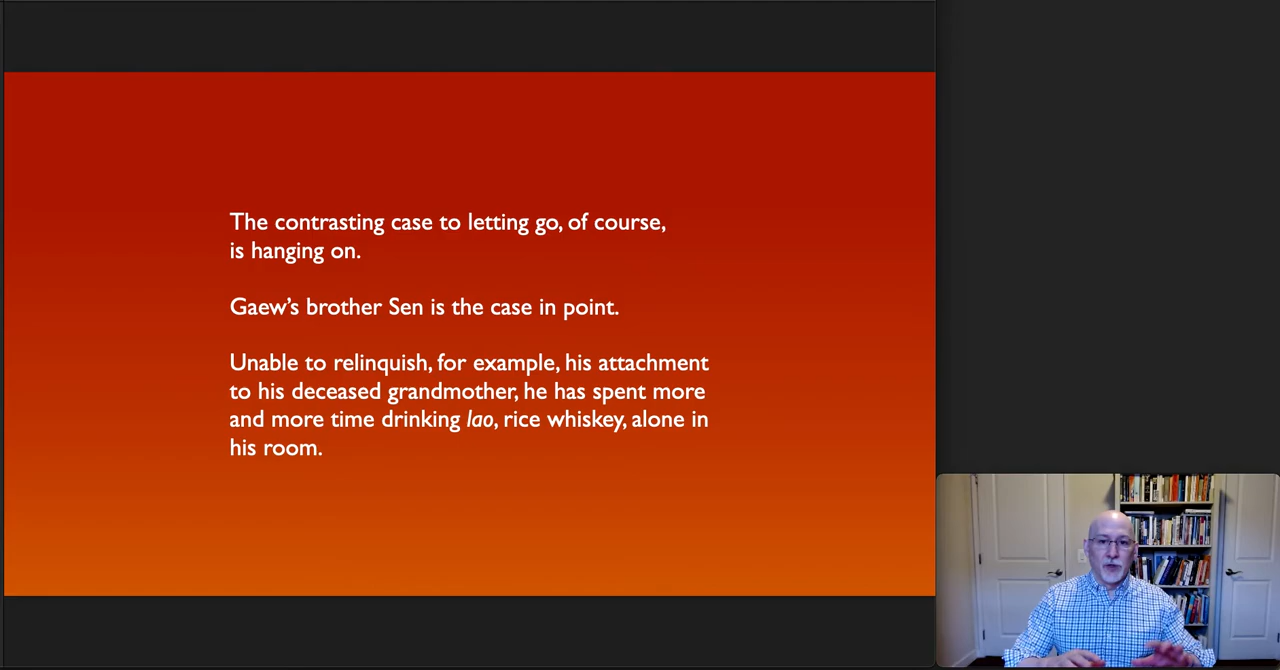 The contrasting case to letting go, of course,
is hanging on.
Gaew’s brother Sen is the case in point.
Unable to relinquish, for example, his attachment
to his deceased grandmother, he has spent more
and more time drinking lao, rice whiskey, alone in
his room.